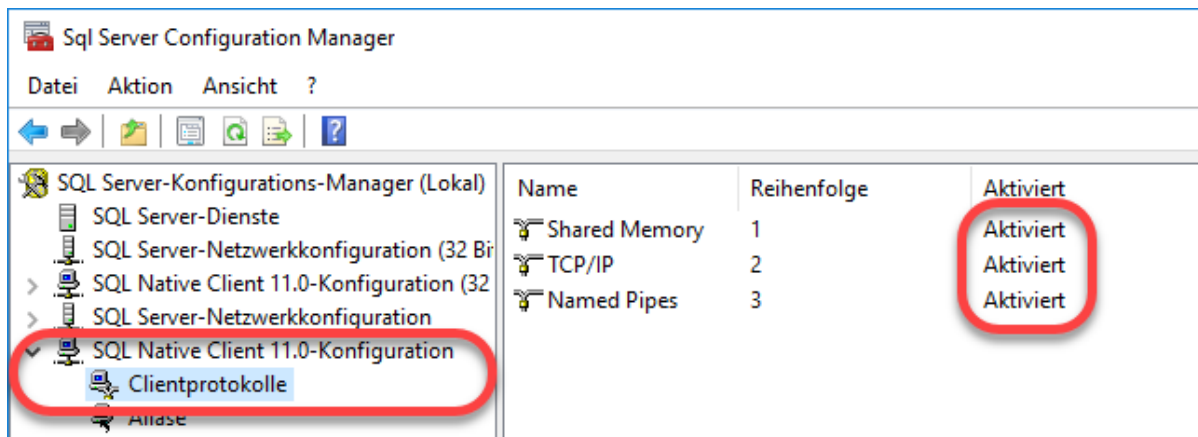 Sql Server Configuration Manager
Datei Aktion Ansicht ?
SQL Server-Konfigurations-Manager (Lokal)
SQL Server-Dienste
SQL Server-Netzwerkkonfiguration (32 Bi
SQL Native Client 11.0-Konfiguration (32
SQL Server-Netzwerkkonfiguration
SQL Native Client 11.0-Konfiguration
Clientprotokolle
Aliase
Name Reihenfolge Aktiviert
Shared Memory 1 Aktiviert
TCP/IP 2 Aktiviert
Named Pipes 3 Aktiviert